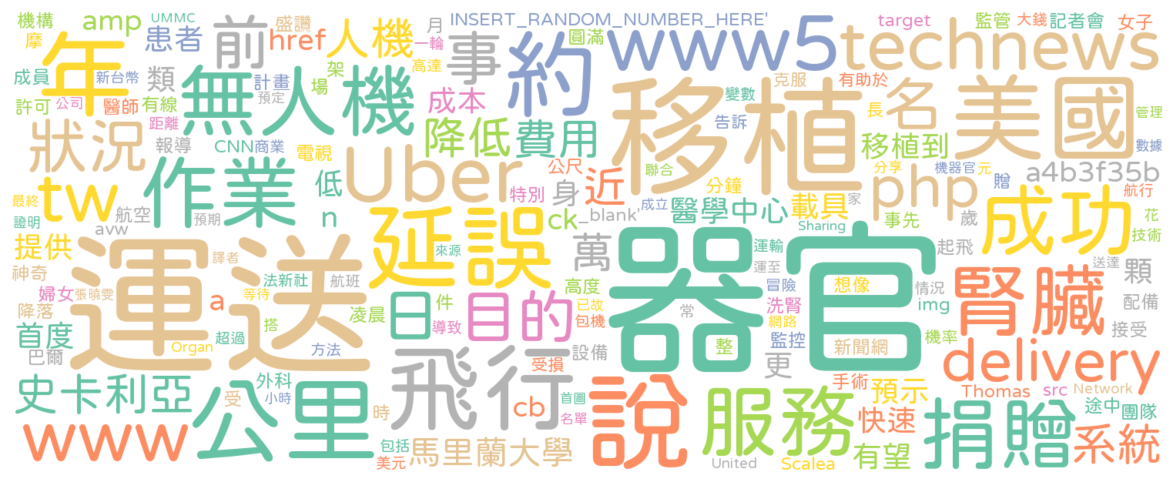 機構 amp UMMC 盛讚 月 INSERT_RANDOM_NUMBER_HERE' target 監管 大錢 記者會 女子
摩 年 患者 前 href 人機 一輪 事 約 圓滿 www5 technews
成員 新台幣 類 計畫 架 高達 克服 有助於
許可 公司 醫師 有線 預定 場 無人機 成本 移植 變數 名 美國 長 管理
狀況 距離 報導 CNN 商業 電視 降低 費用 告訴 移植到 數據
tw 作業 低 Uber 特別 公尺 聯合 分享 機器官 元 a4b3f35b
最終 近 身 分鐘 php 贈 航行
證明 航空 預期 n ck _blank' 成立 醫學中心 載具 事先 歲 家 花
提供 avw 延誤 來源 萬 運輸 Sharing 起飛 成功 技術
神奇 譯者 運送 法新社 航班 器官 運至 冒險 想像 情況 顆 送達
婦女 張曉雯 a 等待 高度 件 日 目的 已故 洗腎 img 腎臟 配備
降落 超過 搭 凌晨 導致 包機 常 網路 機率 接受
首度 Organ 方法 設備 整 監控 新聞網
巴爾 飛行 受損 更 delivery
史卡利亞 外科 說 手術 預示 Thomas src Network
公里 受 小時 時 cb 首圖 名單 服務 快速 捐贈 途中 團隊
www 包括 馬里蘭大學 有望 系統
美元 United Scalea